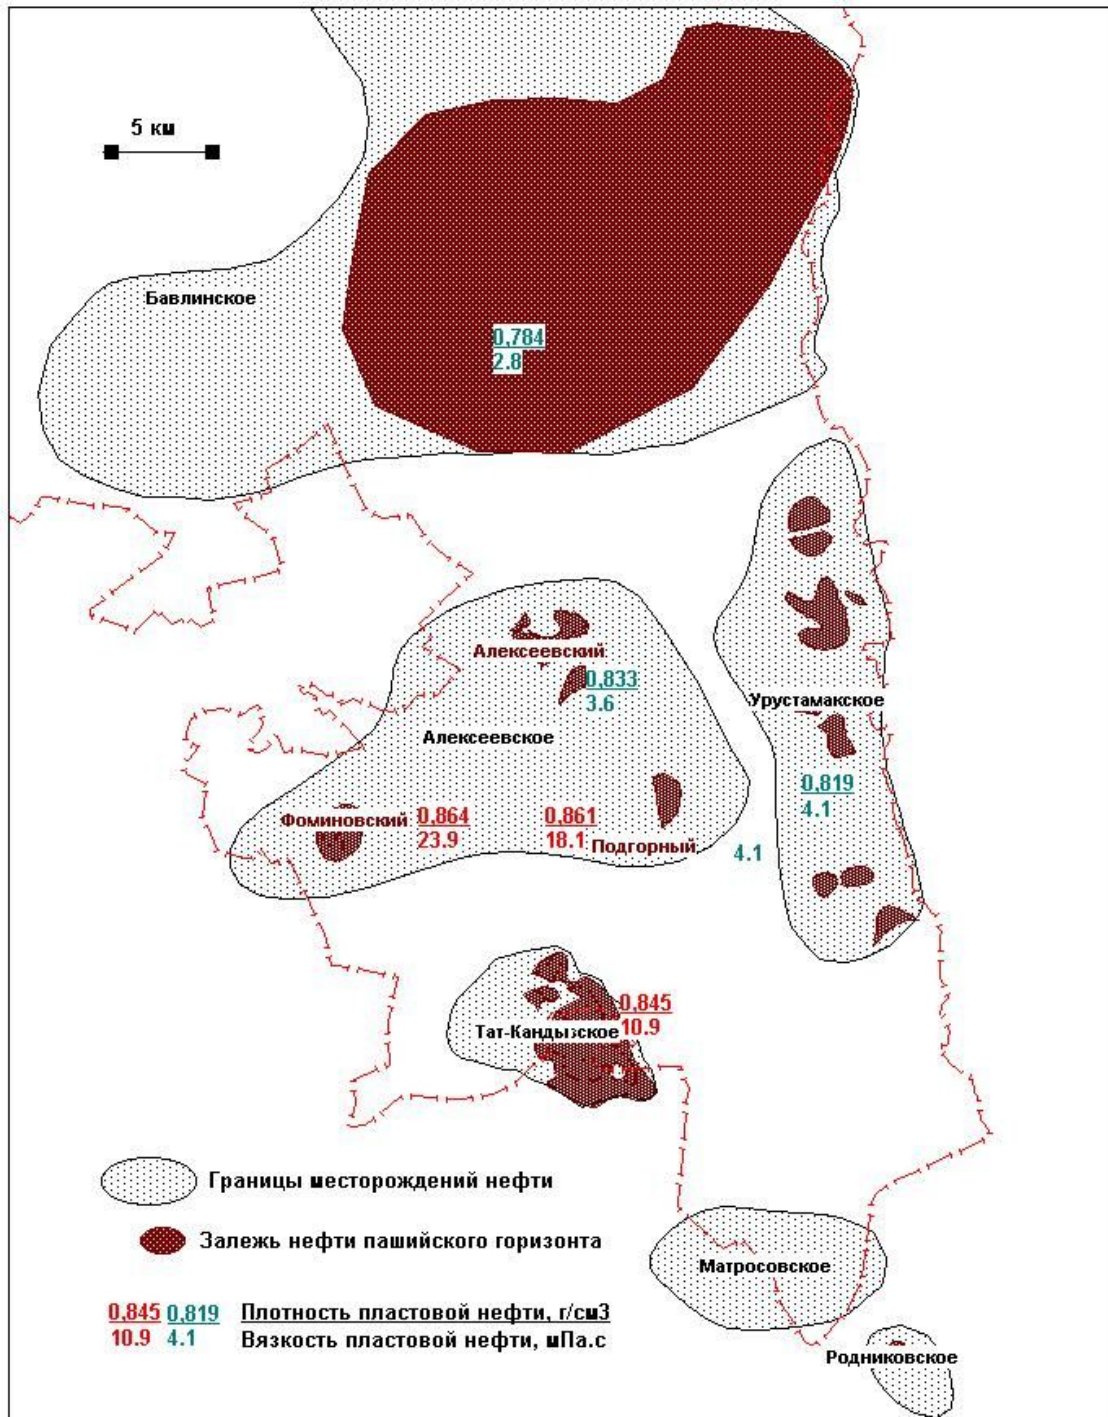 5 км
Бавлинское
0,784
2.8
Алексеевский
0,833
3.6
Урустамакское
Алексеевское
0,819
4.1
Фоминовский
0,864
23.9
0,861
18.1
Подгорный
4.1
0,845
10.9
Тат-Кандызское
Границы месторождений нефти
Залежь нефти пашийского горизонта
Матросовское
0,845 0,819 Плотность пластовой нефти, г/см3
10.9 4.1 Вязкость пластовой нефти, мПа.с
Родниковское